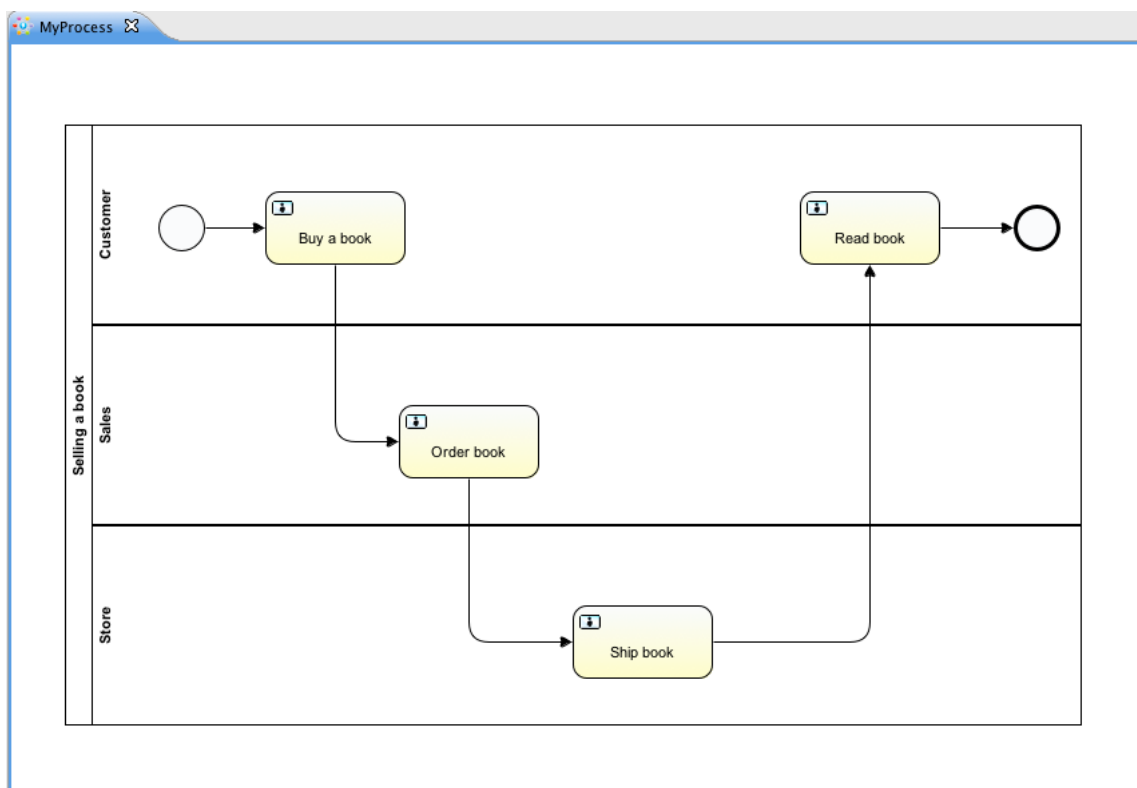 MyProcess
Selling a book
Customer
Buy a book
Read book
Sales
Order book
Store
Ship book